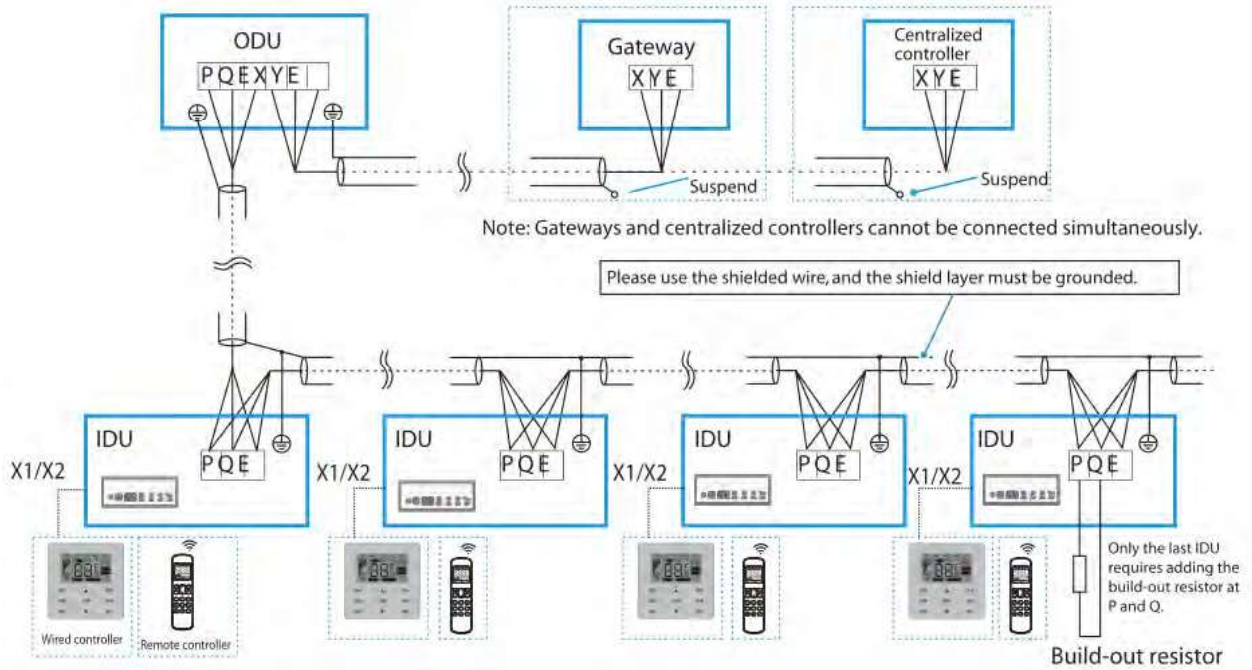 ODU
PQEXYE
Gateway
XYE
Centralized
controller
XYE
Suspend
Suspend
Note: Gateways and centralized controllers cannot be connected simultaneously.
Please use the shielded wire, and the shield layer must be grounded.
IDU
PQE
X1/X2
IDU
PQE
X1/X2
IDU
PQE
X1/X2
IDU
PQE
X1/X2
Wired controller
Remote controller
Only the last IDU
requires adding the
build-out resistor at
P and Q.
Build-out resistor